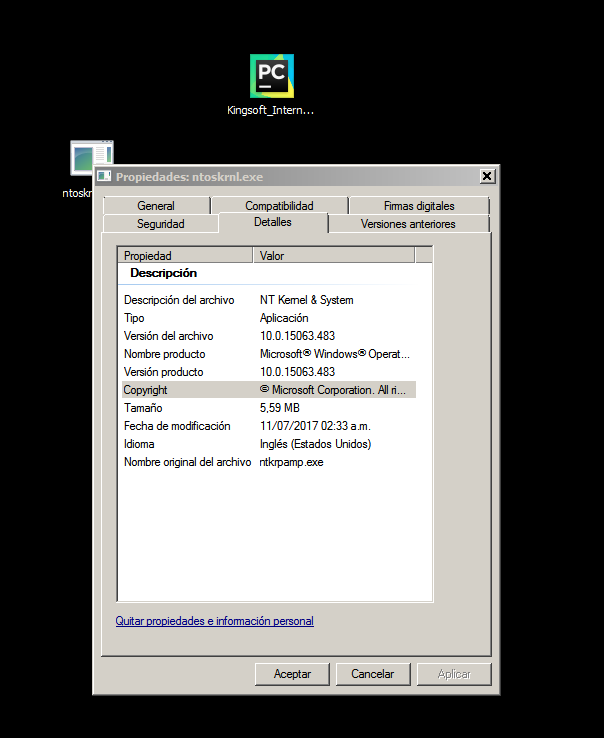 PC
Kingsoft_Intern...
ntoskr
Propiedades: ntoskrnl.exe
General Compatibilidad Firmas digitales
Seguridad Detalles Versiones anteriores
Propiedad Valor
Descripción
Descripción del archivo NT Kernel & System
Tipo Aplicación
Versión del archivo 10.0.15063.483
Nombre producto Microsoft® Windows® Operat...
Versión producto 10.0.15063.483
Copyright © Microsoft Corporation. All ri...
Tamaño 5,59 MB
Fecha de modificación 11/07/2017 02:33 a.m.
Idioma Inglés (Estados Unidos)
Nombre original del archivo ntkrpamp.exe
Quitar propiedades e información personal
Aceptar Cancelar Aplicar